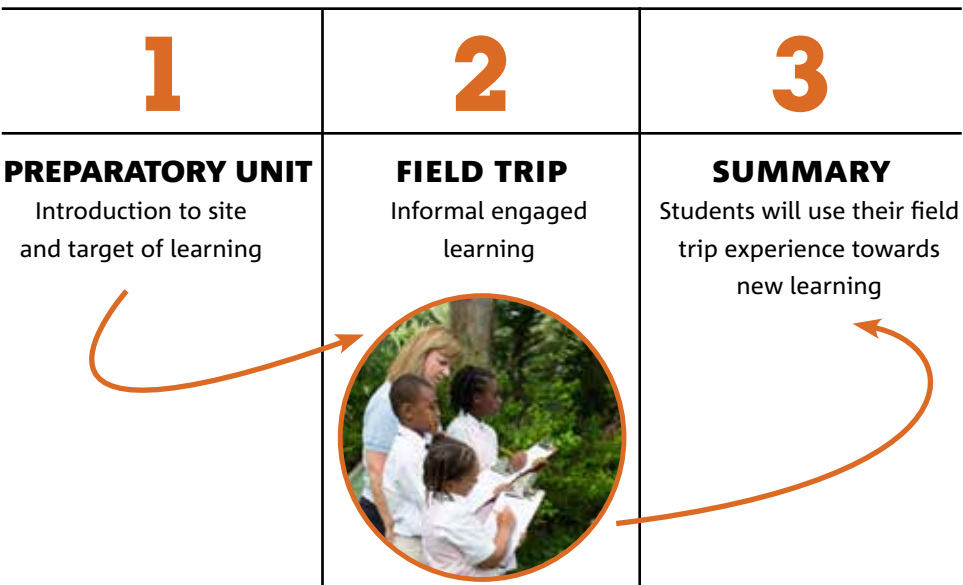 1
2
3
PREPARATORY UNIT
Introduction to site
and target of learning
FIELD TRIP
Informal engaged
learning
SUMMARY
Students will use their field
trip experience towards
new learning